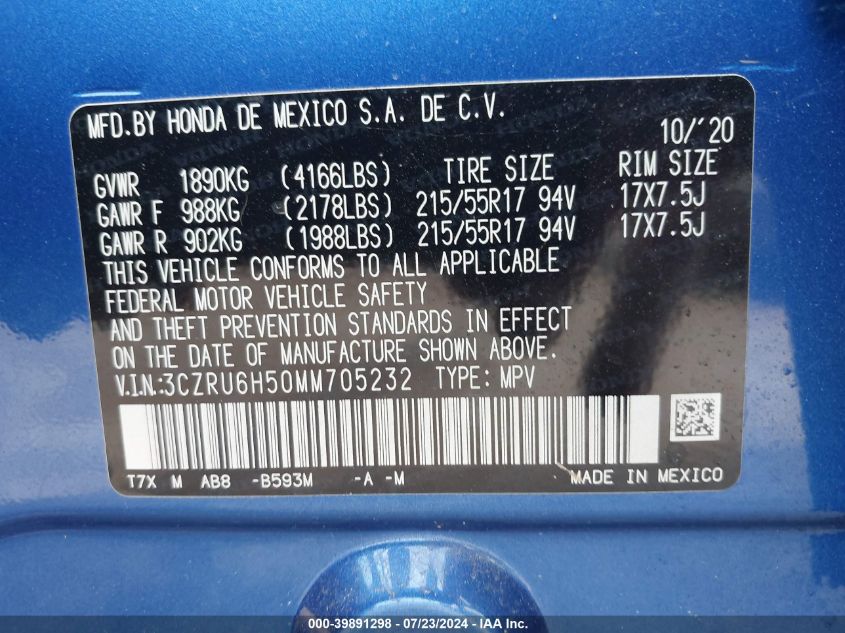 MFD.BY HONDA DE MEXICO S.A. DE C.V.
10/'20
GVWR 1890KG (4166LBS) TIRE SIZE RIM SIZE
GAWR F 988KG (2178LBS) 215/55R17 94V 17X7.5J
GAWR R 902KG (1988LBS) 215/55R17 94V 17X7.5J
THIS VEHICLE CONFORMS TO ALL APPLICABLE
FEDERAL MOTOR VEHICLE SAFETY
AND THEFT PREVENTION STANDARDS IN EFFECT
ON THE DATE OF MANUFACTURE SHOWN ABOVE.
V.I.N.:3CZRU6H50MM705232 TYPE: MPV
T7X M AB8 -B593M -A -M MADE IN MEXICO
000-39891298 - 07/23/2024 - IAA Inc.